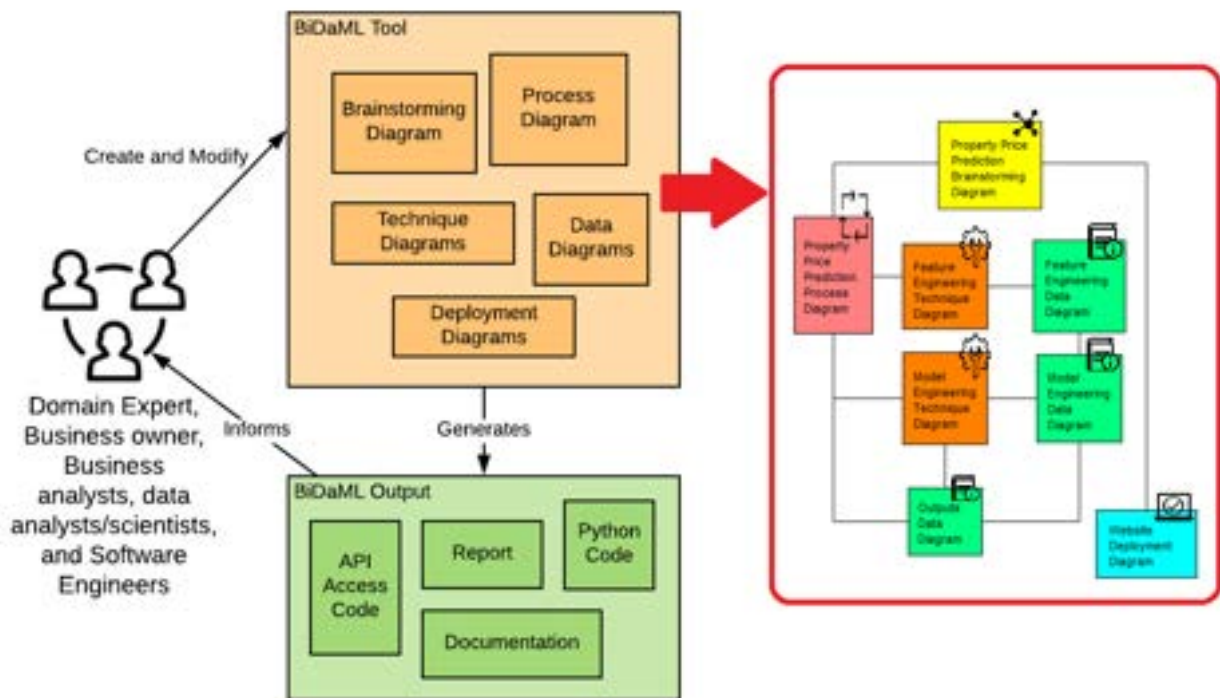 BiDaML Tool
Brainstorming
Diagram
Process
Diagram
Technique
Diagrams
Data
Diagrams
Deployment
Diagrams
Create and Modify
Domain Expert,
Business owner,
Business
analysts, data
analysts/scientists,
and Software
Engineers
Informs
Generates
BiDaML Output
API
Access
Code
Report
Python
Code
Documentation
Property Price
Prediction
Brainstorming
Diagram
Property
Price
Prediction
Process
Diagram
Feature
Engineering
Technique
Diagram
Feature
Engineering
Data
Diagram
Model
Engineering
Technique
Diagram
Model
Engineering
Data
Diagram
Outputs
Data
Diagram
Website
Deployment
Diagram